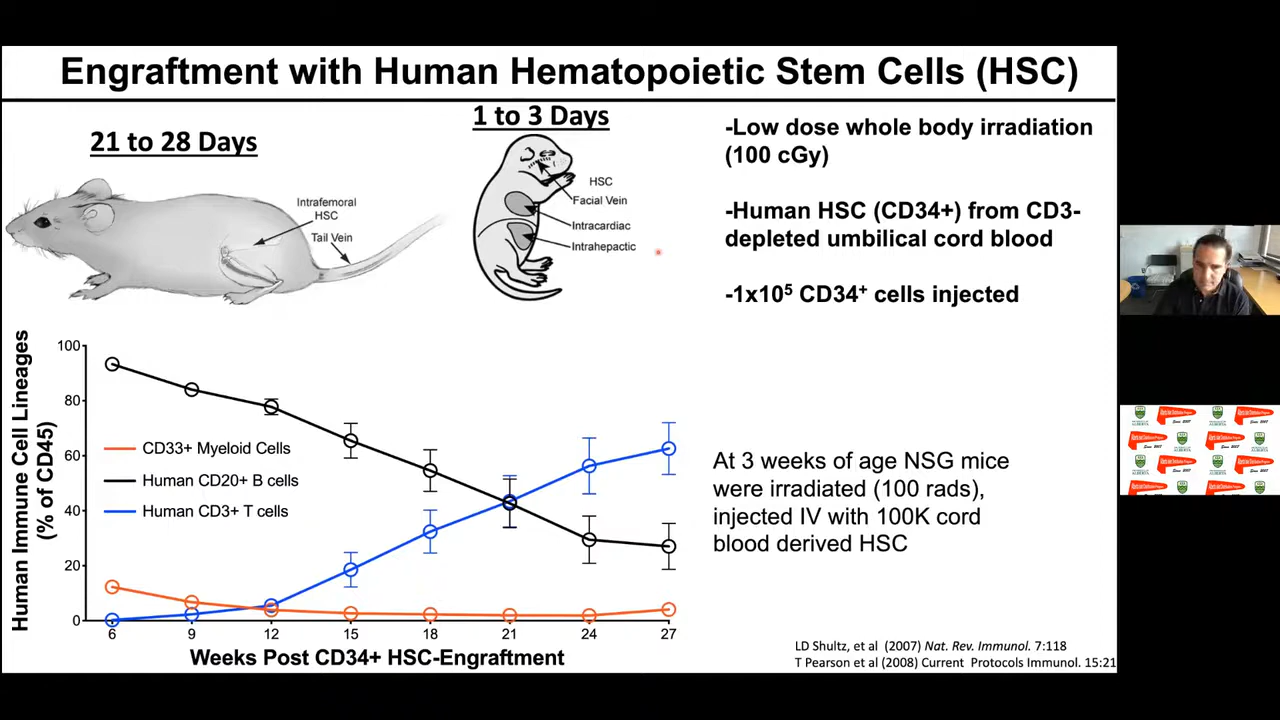 Engraftment with Human Hematopoietic Stem Cells (HSC)
21 to 28 Days
Intrafemoral
HSC
Tail Vein
1 to 3 Days
HSC
Facial Vein
Intracardiac
Intrahepactic
-Low dose whole body irradiation
(100 cGy)
-Human HSC (CD34+) from CD3-
depleted umbilical cord blood
-1x10⁵ CD34⁺ cells injected
Human Immune Cell Lineages
(% of CD45)
100
80
60
40
20
0
CD33+ Myeloid Cells
Human CD20+ B cells
Human CD3+ T cells
6 9 12 15 18 21 24 27
Weeks Post CD34+ HSC-Engraftment
At 3 weeks of age NSG mice
were irradiated (100 rads),
injected IV with 100K cord
blood derived HSC
LD Shultz, et al (2007) Nat. Rev. Immunol. 7:118
T Pearson et al (2008) Current Protocols Immunol. 15:21